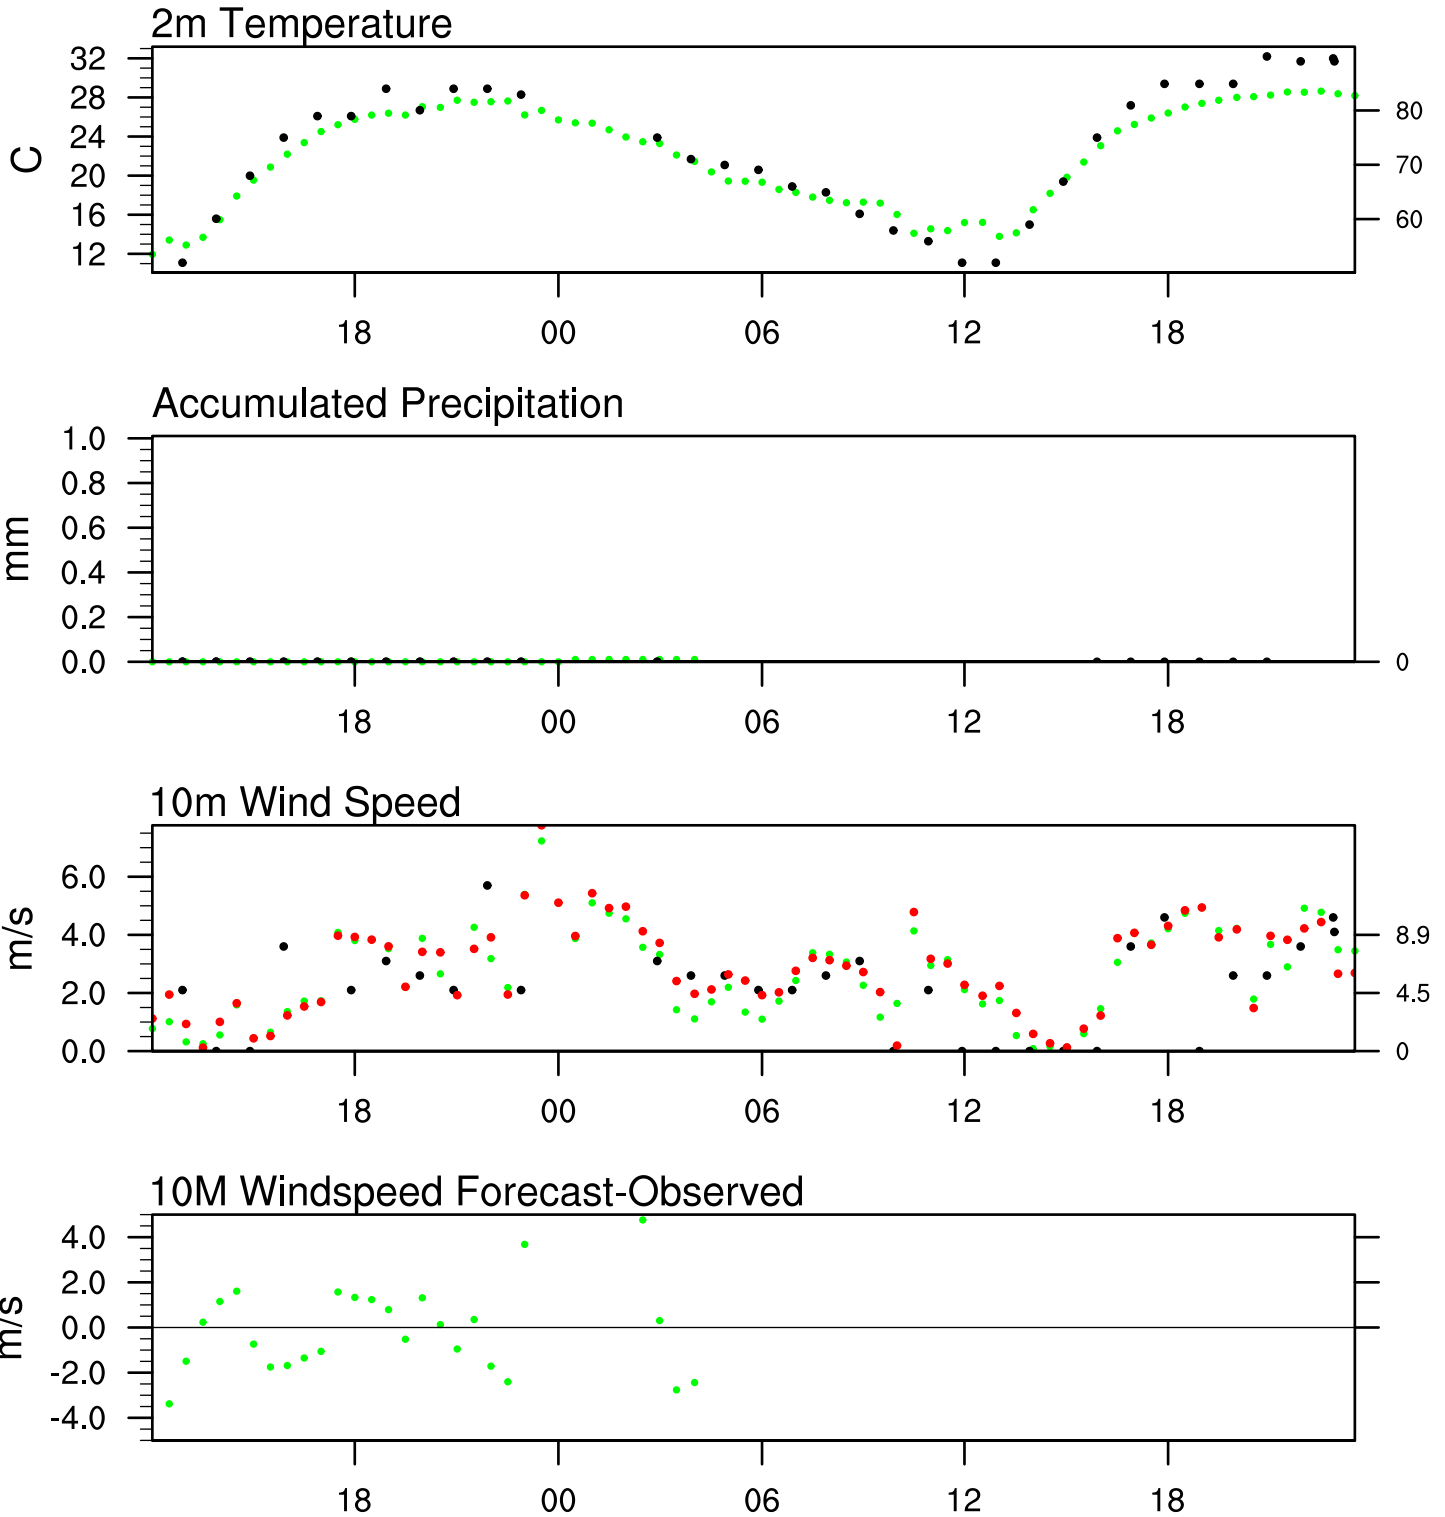 2m Temperature
32
28
24
20
16
12
C
80
70
60
18 00 06 12 18
Accumulated Precipitation
1.0
0.8
0.6
0.4
0.2
0.0
mm
0
18 00 06 12 18
10m Wind Speed
6.0
4.0
2.0
0.0
m/s
8.9
4.5
0
18 00 06 12 18
10M Windspeed Forecast-Observed
4.0
2.0
0.0
-2.0
-4.0
m/s
18 00 06 12 18